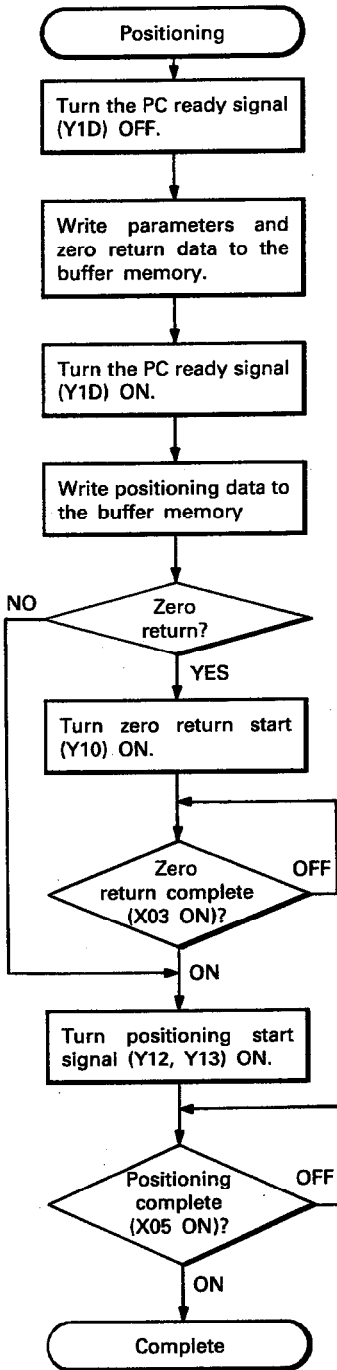 Positioning
Turn the PC ready signal
(Y1D) OFF.
Write parameters and
zero return data to the
buffer memory.
Turn the PC ready signal
(Y1D) ON.
Write positioning data to
the buffer memory
NO
Zero
return?
YES
Turn zero return start
(Y10) ON.
Zero
return complete
(X03 ON)?
OFF
ON
Turn positioning start
signal (Y12, Y13) ON.
Positioning
complete
(X05 ON)?
OFF
ON
Complete